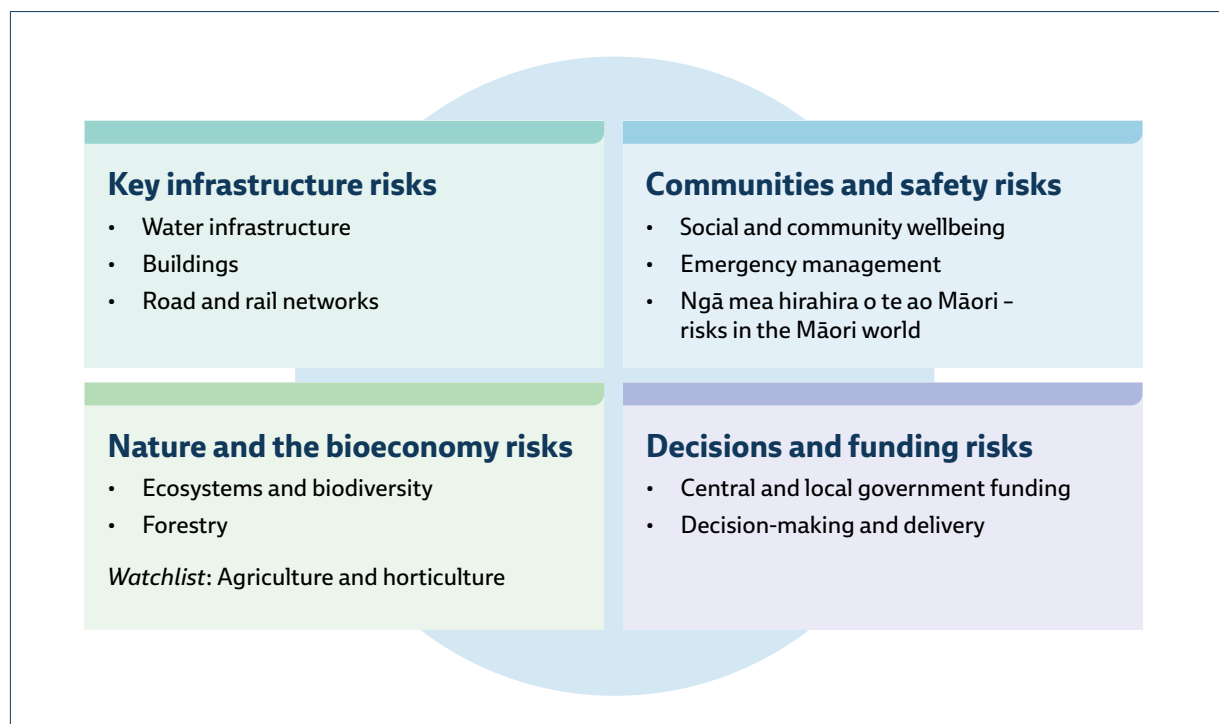 Key infrastructure risks
• Water infrastructure
• Buildings
• Road and rail networks
Communities and safety risks
• Social and community wellbeing
• Emergency management
• Ngā mea hirahira o te ao Māori –
risks in the Māori world
Nature and the bioeconomy risks
• Ecosystems and biodiversity
• Forestry
Watchlist: Agriculture and horticulture
Decisions and funding risks
• Central and local government funding
• Decision-making and delivery